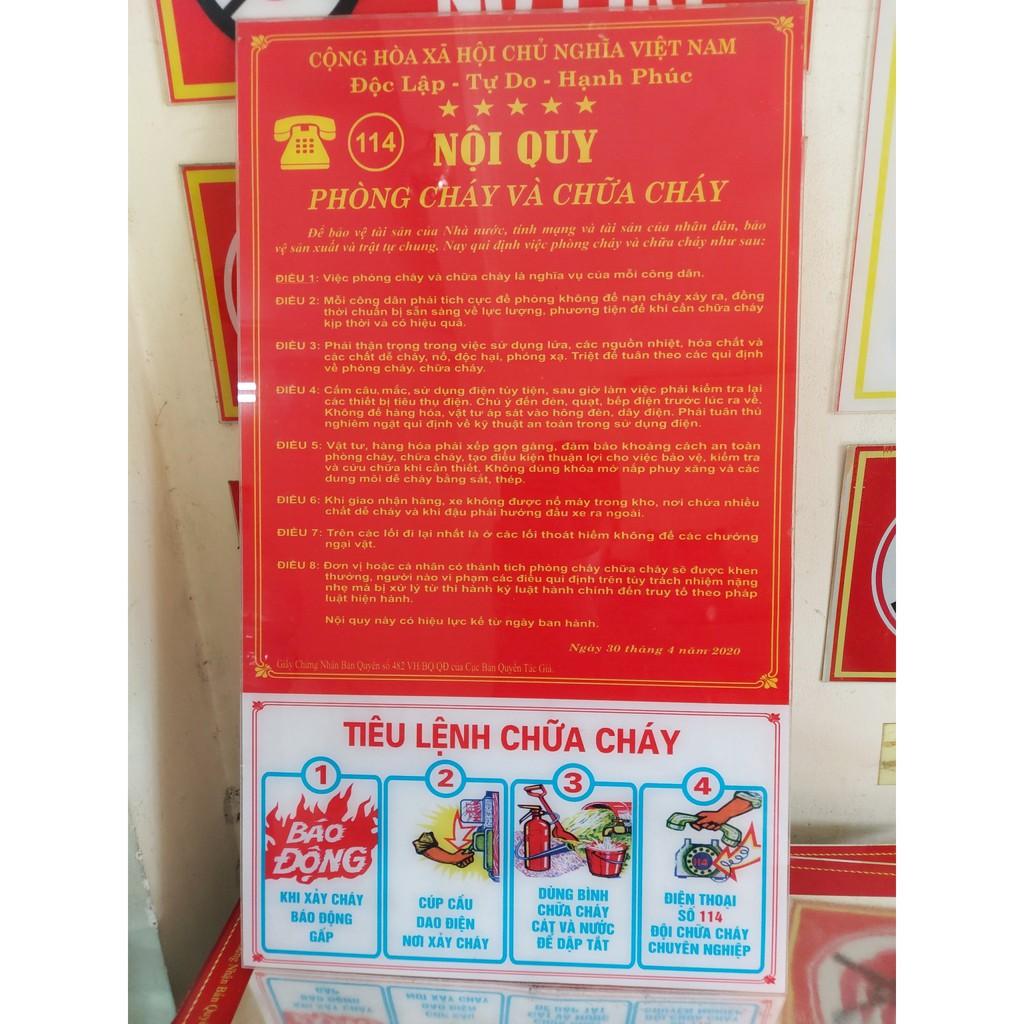 CỘNG HÒA XÃ HỘI CHỦ NGHĨA VIỆT NAM
Độc Lập - Tự Do - Hạnh Phúc
114
NỘI QUY
PHÒNG CHÁY VÀ CHỮA CHÁY
Để bảo vệ tài sản của Nhà nước, tính mạng và tài sản của nhân dân, bảo
vệ sản xuất và trật tự chung. Nay qui định việc phòng cháy và chữa cháy như sau:
ĐIỀU 1: Việc phòng cháy và chữa cháy là nghĩa vụ của mỗi công dân.
ĐIỀU 2: Mỗi công dân phải tích cực đề phòng không để nạn cháy xảy ra, đồng
thời chuẩn bị sẵn sàng về lực lượng, phương tiện để khi cần chữa cháy
kịp thời và có hiệu quả.
ĐIỀU 3: Phải thận trọng trong việc sử dụng lửa, các nguồn nhiệt, hóa chất và
các chất dễ cháy, nổ, độc hại, phóng xạ. Triệt để tuân theo các qui định
về phòng cháy. chữa cháy.
ĐIỀU 4: Cấm câu, mắc, sử dụng điện tùy tiện, sau giờ làm việc phải kiểm tra lại
các thiết bị tiêu thụ điện. Chú ý đến đèn, quạt, bếp điện trước lúc ra về.
Không để hàng hóa, vật tư áp sát vào hông đèn, dây điện. Phải tuân thủ
nghiêm ngặt qui định về kỹ thuật an toàn trong sử dụng điện.
ĐIỀU 5: Vật tư, hàng hóa phải xếp gọn gàng, đảm bảo khoảng cách an toàn
phòng cháy, chữa cháy, tạo điều kiện thuận lợi cho việc bảo vệ, kiểm tra
và cứu chữa khi cần thiết. Không dùng khóa mở nắp phuy xăng và các
dung môi dễ cháy bằng sắt, thép.
ĐIỀU 6: Khi giao nhận hàng, xe không được nổ máy trong kho, nơi chứa nhiều
chất dễ cháy và khi đậu phải hướng đầu xe ra ngoài.
ĐIỀU 7: Trên các lối đi lại nhất là ở các lối thoát hiểm không để các chướng
ngại vật.
ĐIỀU 8: Đơn vị hoặc cá nhân có thành tích phòng cháy chữa cháy sẽ được khen
thưởng, người nào vi phạm các điều qui định trên tùy trách nhiệm nặng
nhẹ mà bị xử lý từ thi hành kỷ luật hành chính đến truy tố theo pháp
luật hiện hành.
Nội quy này có hiệu lực kể từ ngày ban hành.
Ngày 30 tháng 4 năm 2020
Giấy Chứng Nhận Bản Quyền số 482 VH/BQ QĐ của Cục Bản Quyền Tác Giả.
TIÊU LỆNH CHỮA CHÁY
1
BÁO
ĐỘNG
KHI XẢY CHÁY
BÁO ĐỘNG
GẤP
2
CÚP CẦU
DAO ĐIỆN
NƠI XẢY CHÁY
3
DÙNG BÌNH
CHỮA CHÁY
CÁT VÀ NƯỚC
ĐỂ DẬP TẮT
4
114
ĐIỆN THOẠI
SỐ 114
ĐỘI CHỮA CHÁY
CHUYÊN NGHIỆP